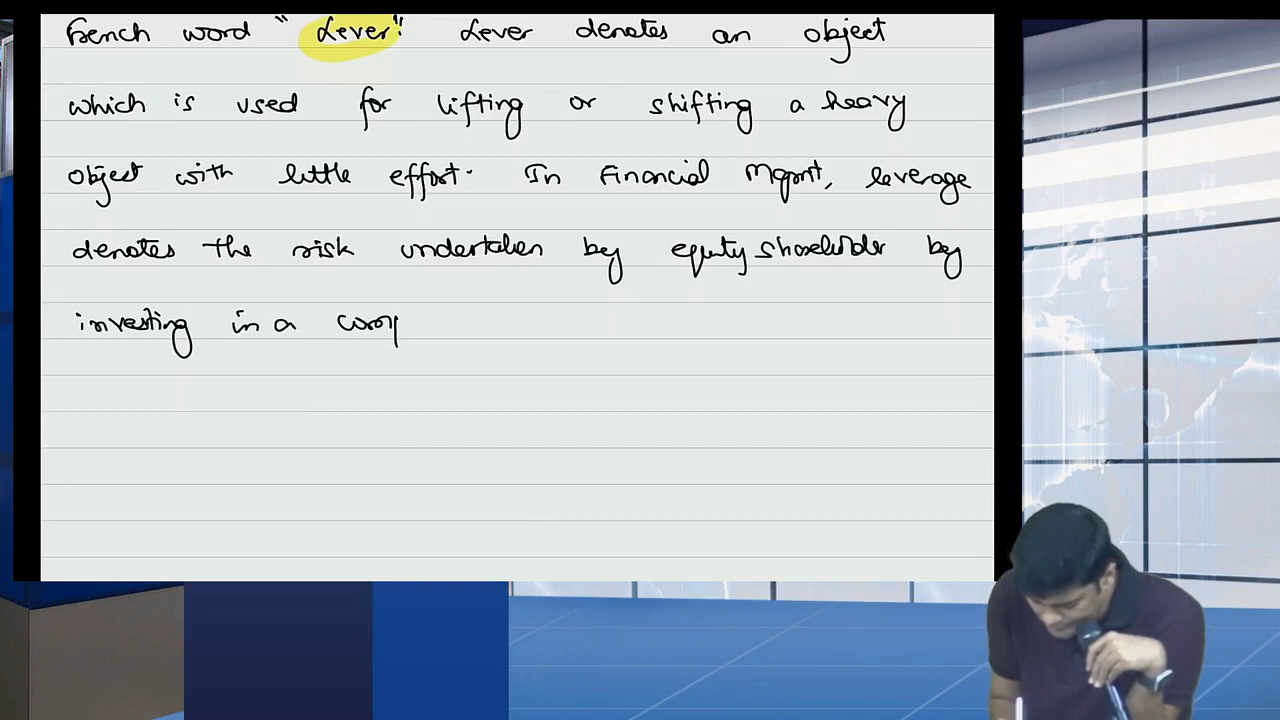 French word "Lever". Lever denotes an object
which is used for lifting or shifting a heavy
object with little effort. In Financial Mgmt, leverage
denotes the risk undertaken by equity shareholder by
investing in a comp